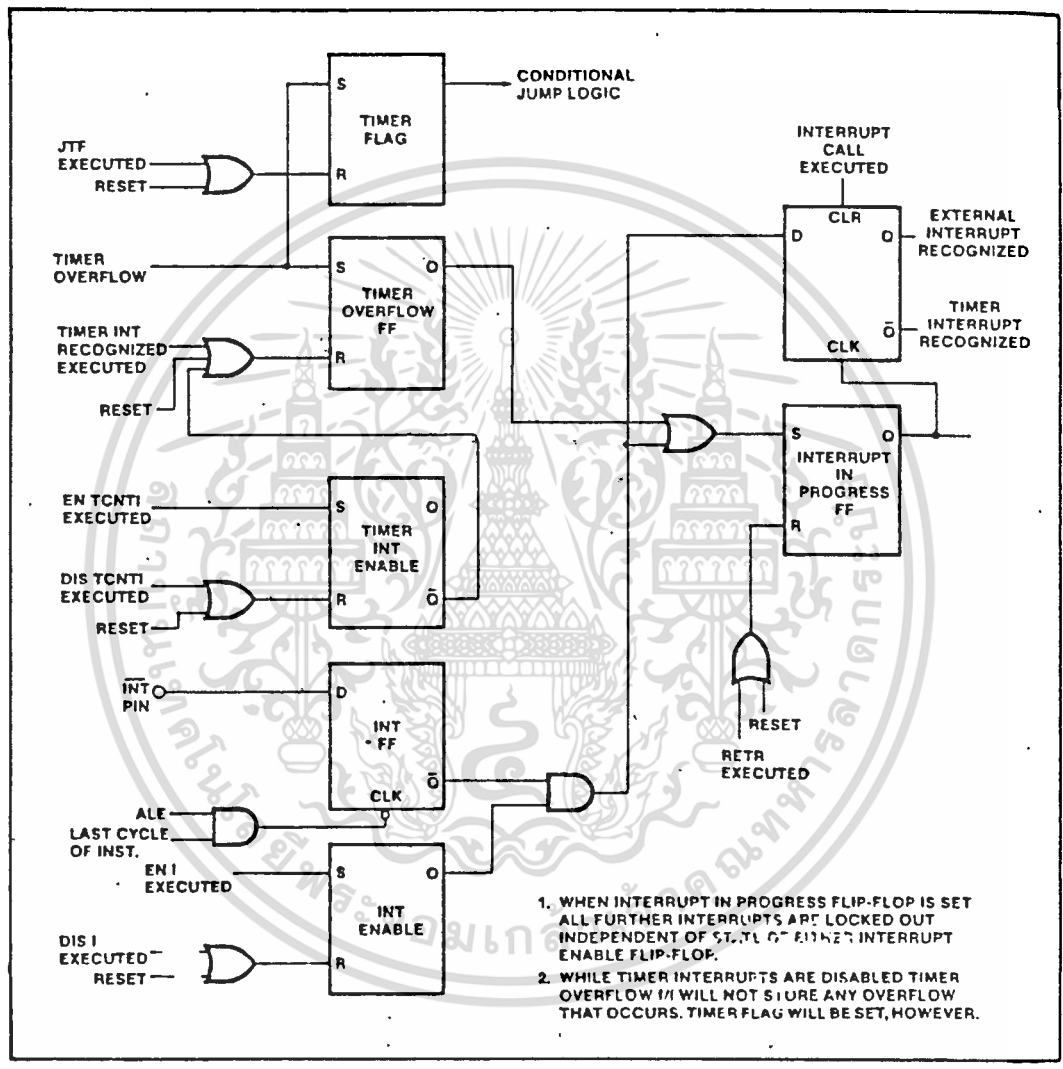 S
TIMER
FLAG
R
CONDITIONAL
JUMP LOGIC
JTF
EXECUTED
RESET
TIMER
OVERFLOW
S
Q
TIMER
OVERFLOW
FF
R
TIMER INT
RECOGNIZED
EXECUTED
RESET
EN TCNTI
EXECUTED
S
Q
TIMER
INT
ENABLE
R
Q̅
DIS TCNTI
EXECUTED
RESET
I̅N̅T̅
PIN
D
INT
FF
Q̅
CLK
ALE
LAST CYCLE
OF INST.
EN I
EXECUTED
S
Q
INT
ENABLE
R
DIS I
EXECUTED
RESET
INTERRUPT
CALL
EXECUTED
CLR
D
Q
EXTERNAL
INTERRUPT
RECOGNIZED
Q̅
TIMER
INTERRUPT
RECOGNIZED
CLK
S
Q
INTERRUPT
IN
PROGRESS
FF
R
RESET
RETR
EXECUTED
1. WHEN INTERRUPT IN PROGRESS FLIP-FLOP IS SET
ALL FURTHER INTERRUPTS ARE LOCKED OUT
INDEPENDENT OF STATE OF EITHER INTERRUPT
ENABLE FLIP-FLOP.
2. WHILE TIMER INTERRUPTS ARE DISABLED TIMER
OVERFLOW f/f WILL NOT STORE ANY OVERFLOW
THAT OCCURS. TIMER FLAG WILL BE SET, HOWEVER.